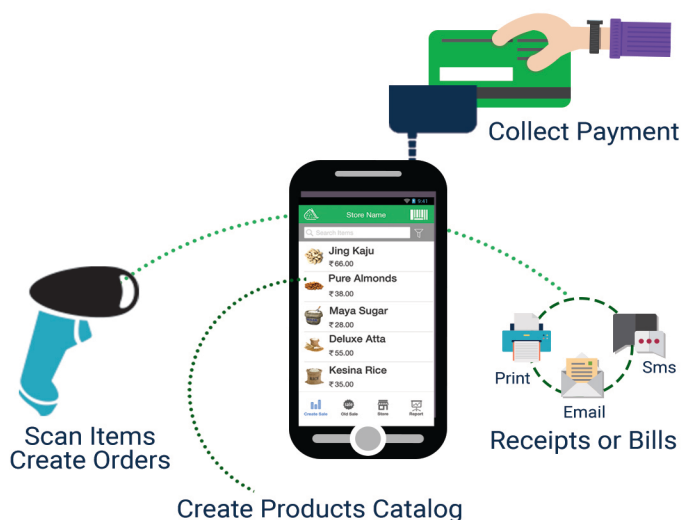 Collect Payment
9:41
Store Name
Search Items
Jing Kaju
₹66.00
Pure Almonds
₹38.00
Maya Sugar
₹28.00
Deluxe Atta
₹55.00
Kesina Rice
₹35.00
Create Sale Old Sale Store Report
Scan Items
Create Orders
Print
Sms
Email
Receipts or Bills
Create Products Catalog